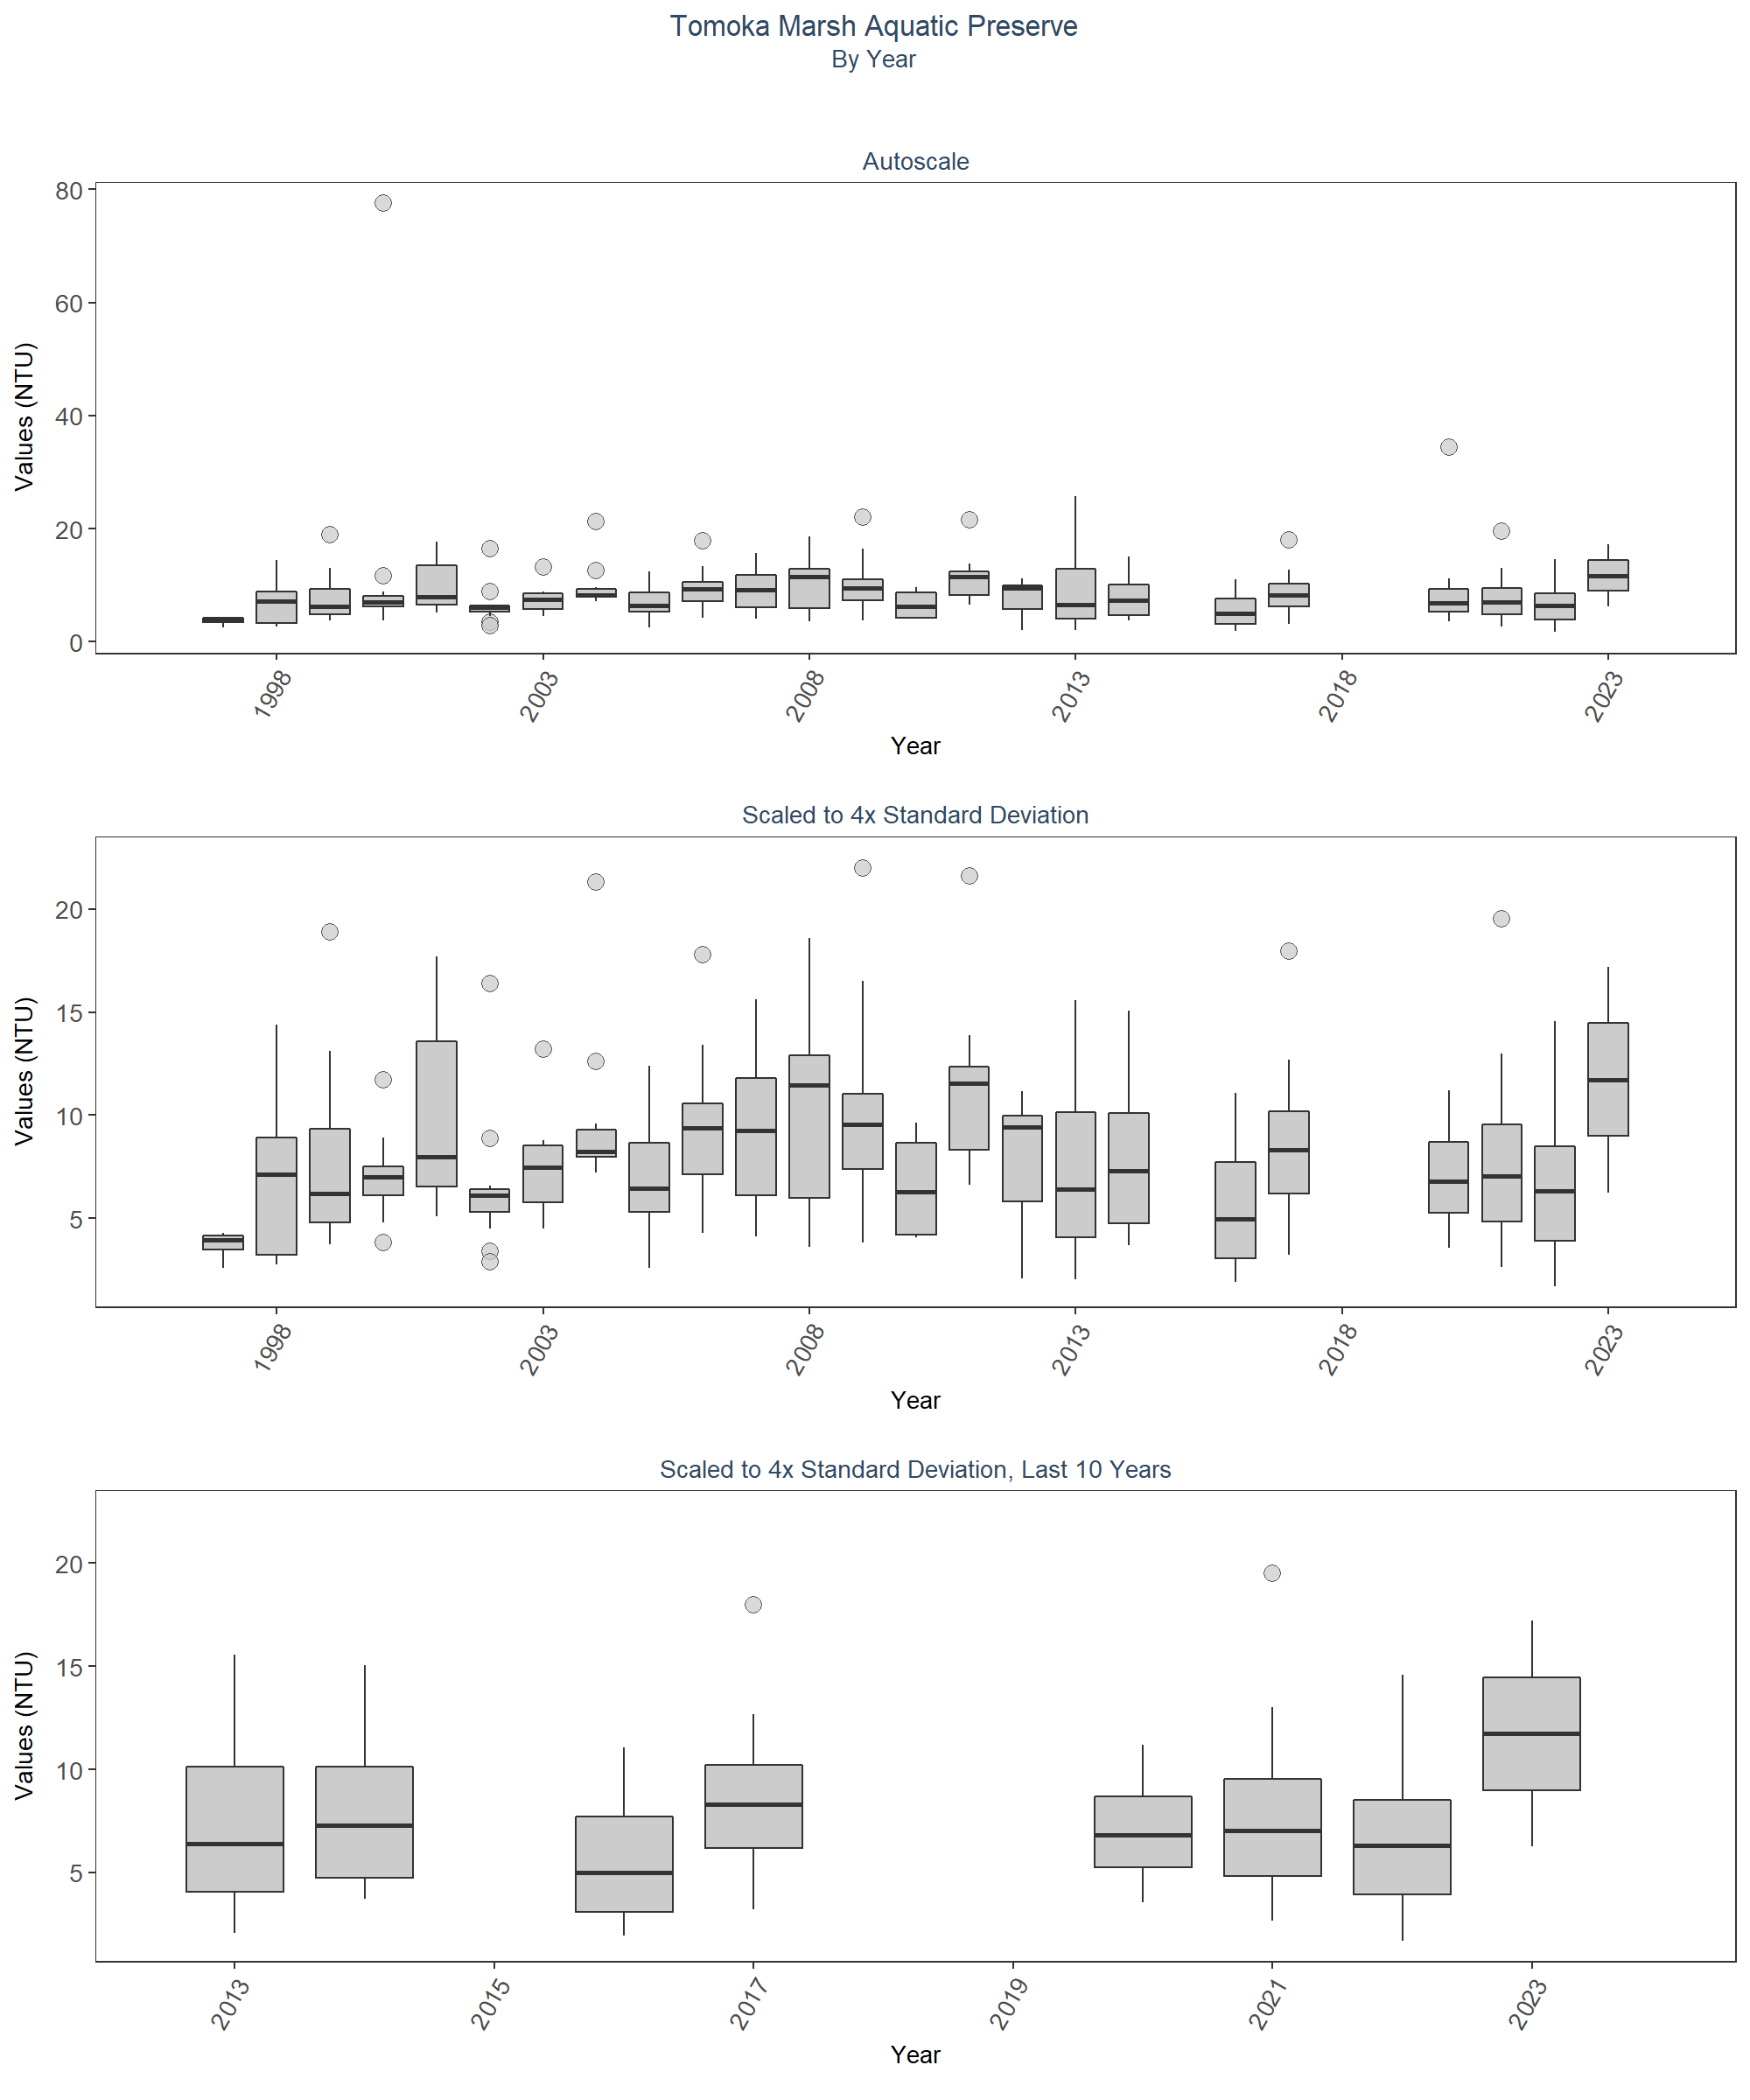 Tomoka Marsh Aquatic Preserve
By Year
Autoscale
80
60
40
20
0
Values (NTU)
1998 2003 2008 2013 2018 2023
Year
Scaled to 4x Standard Deviation
20
15
10
5
Values (NTU)
1998 2003 2008 2013 2018 2023
Year
Scaled to 4x Standard Deviation, Last 10 Years
20
15
10
5
Values (NTU)
2013 2015 2017 2019 2021 2023
Year